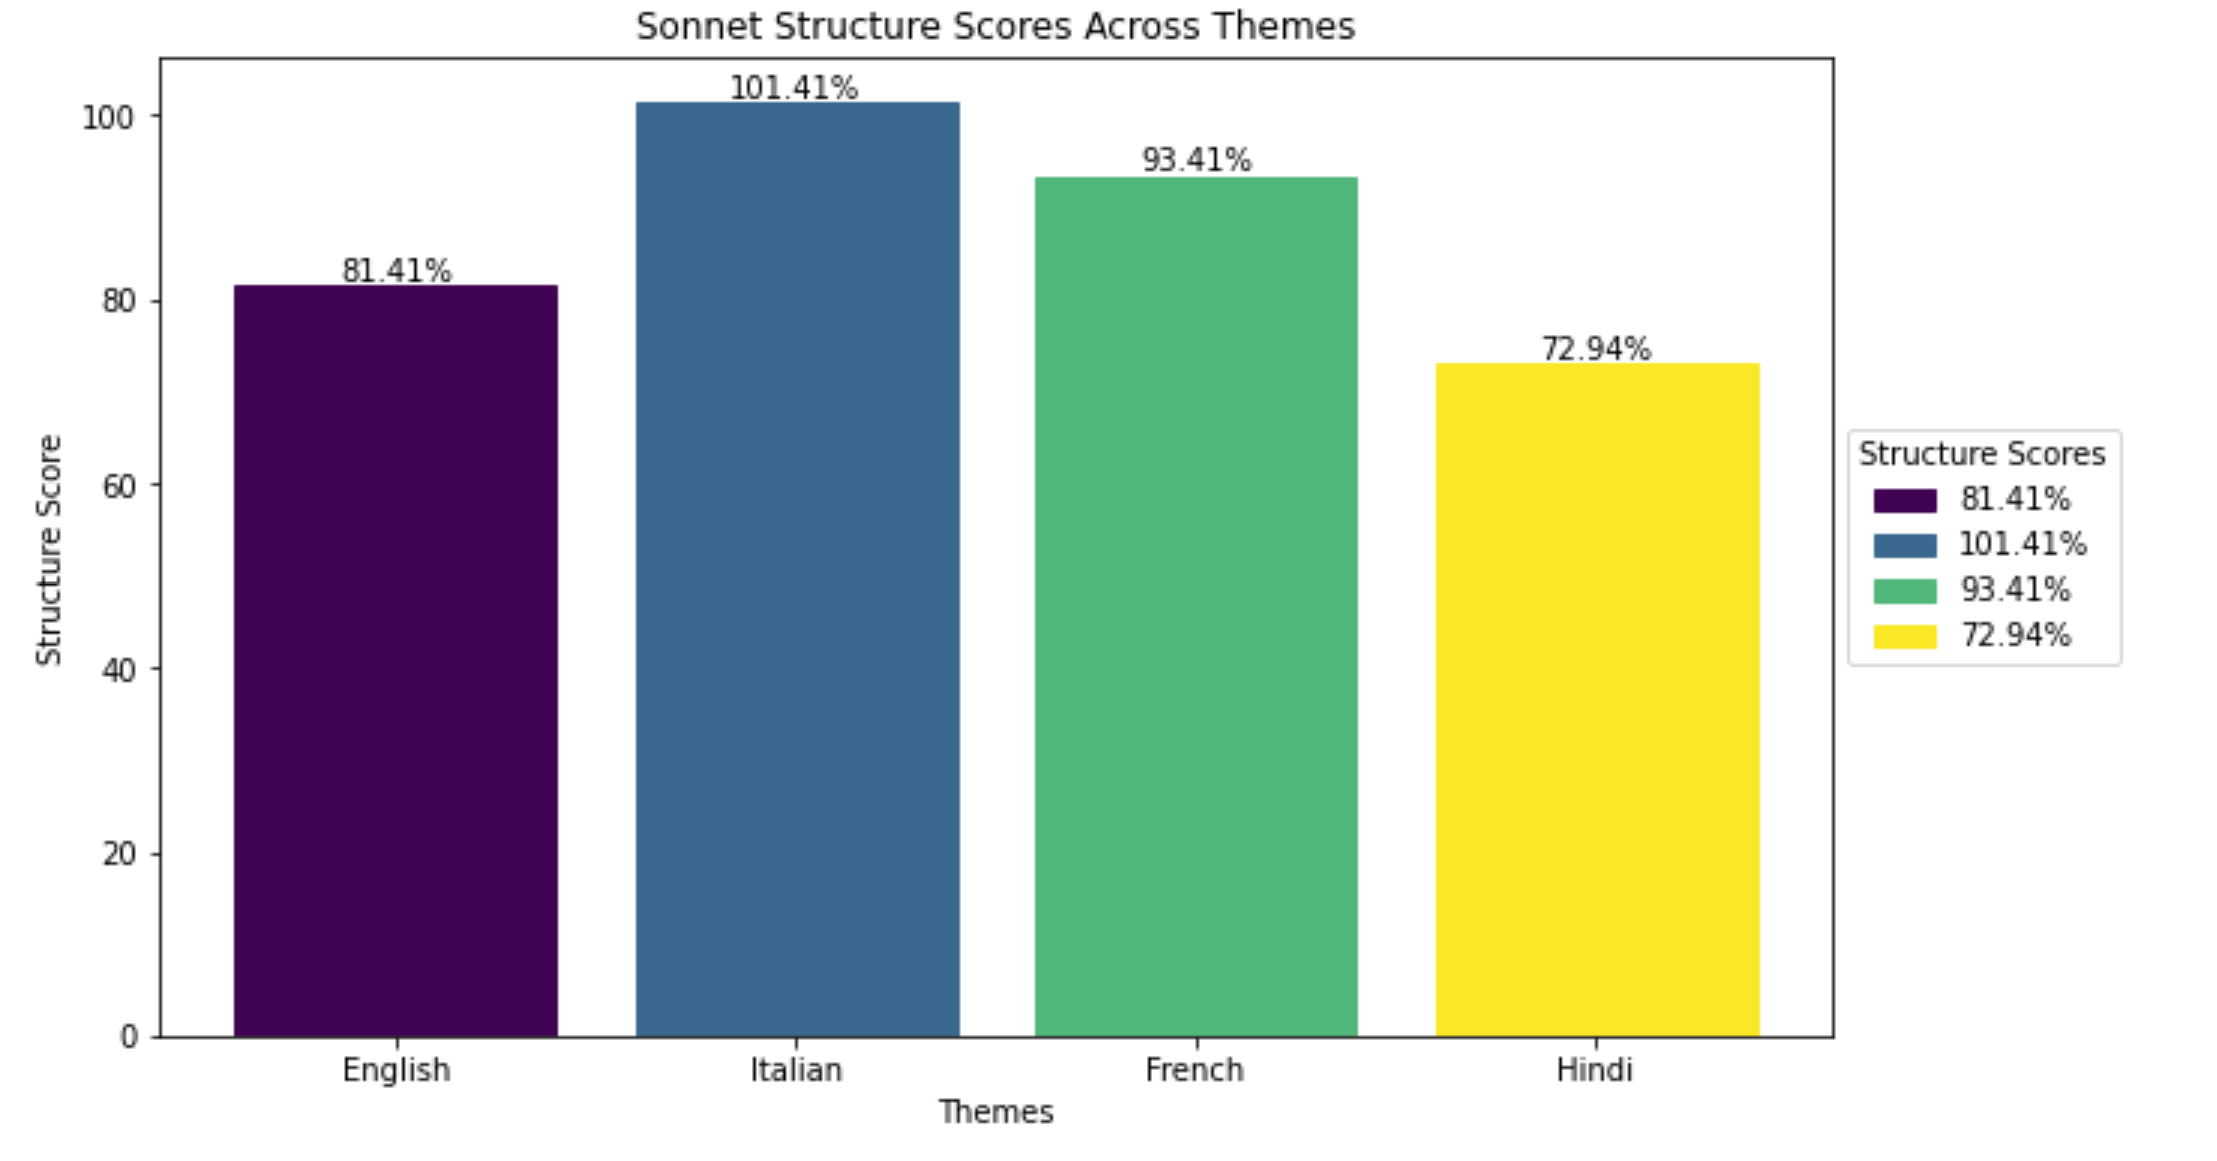 Sonnet Structure Scores Across Themes
101.41%
100
93.41%
81.41%
80
72.94%
60
40
20
0
Structure Score
English Italian French Hindi
Themes
Structure Scores
81.41%
101.41%
93.41%
72.94%